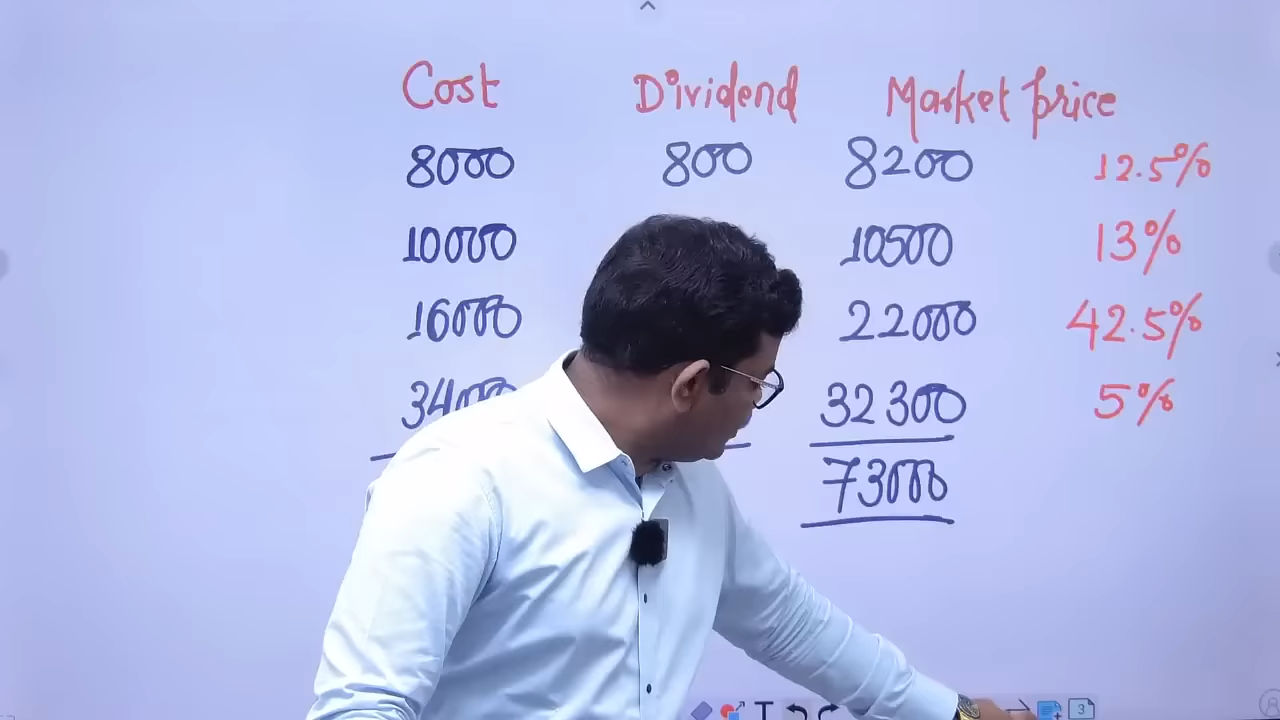 Cost Dividend Market price
8000 800 8200 12.5%
10000 10500 13%
16000 22000 42.5%
32300 5%
73000
T 3